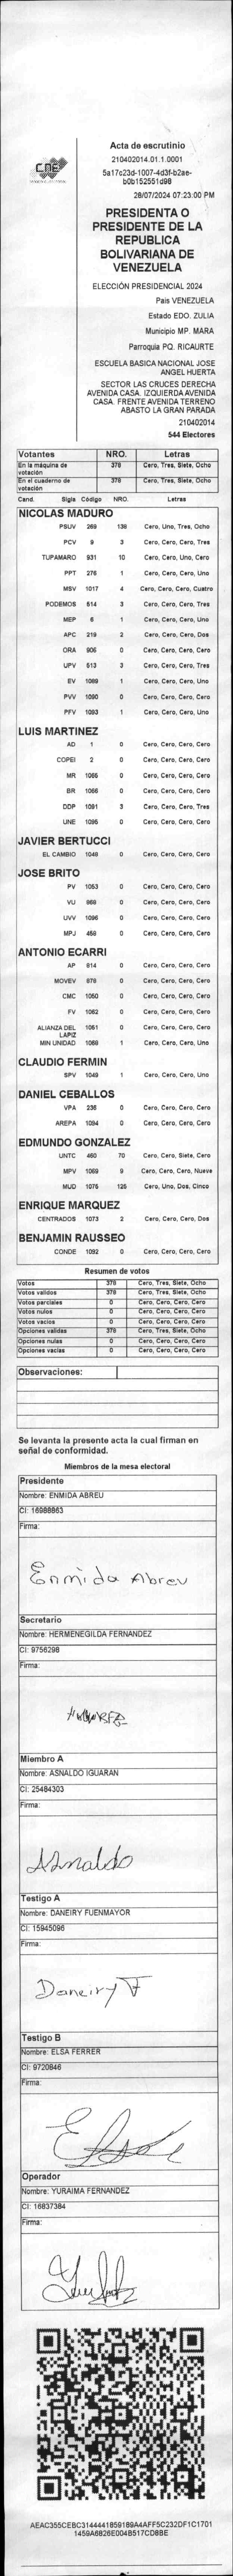 CNE
Acta de escrutinio
210402014.01.1.0001
5a17c23d-1007-4d3f-b2ae-
b0b152551d98
28/07/2024 07:23:00 PM
PRESIDENTA O
PRESIDENTE DE LA
REPUBLICA
BOLIVARIANA DE
VENEZUELA
ELECCIÓN PRESIDENCIAL 2024
Pais VENEZUELA
Estado EDO. ZULIA
Municipio MP. MARA
Parroquia PQ. RICAURTE
ESCUELA BASICA NACIONAL JOSE
ANGEL HUERTA
SECTOR LAS CRUCES DERECHA
AVENIDA CASA. IZQUIERDA AVENIDA
CASA. FRENTE AVENIDA TERRENO
ABASTO LA GRAN PARADA
210402014
544 Electores
Votantes NRO. Letras
En la máquina de votación 378 Cero, Tres, Siete, Ocho
En el cuaderno de votación 378 Cero, Tres, Siete, Ocho
Cand. Sigla Código NRO. Letras
NICOLAS MADURO
PSUV 269 138 Cero, Uno, Tres, Ocho
PCV 9 3 Cero, Cero, Cero, Tres
TUPAMARO 931 10 Cero, Cero, Uno, Cero
PPT 276 1 Cero, Cero, Cero, Uno
MSV 1017 4 Cero, Cero, Cero, Cuatro
PODEMOS 514 3 Cero, Cero, Cero, Tres
MEP 6 1 Cero, Cero, Cero, Uno
APC 219 2 Cero, Cero, Cero, Dos
ORA 906 0 Cero, Cero, Cero, Cero
UPV 513 3 Cero, Cero, Cero, Tres
EV 1089 1 Cero, Cero, Cero, Uno
PVV 1090 0 Cero, Cero, Cero, Cero
PFV 1093 1 Cero, Cero, Cero, Uno
LUIS MARTINEZ
AD 1 0 Cero, Cero, Cero, Cero
COPEI 2 0 Cero, Cero, Cero, Cero
MR 1065 0 Cero, Cero, Cero, Cero
BR 1066 0 Cero, Cero, Cero, Cero
DDP 1091 3 Cero, Cero, Cero, Tres
UNE 1095 0 Cero, Cero, Cero, Cero
JAVIER BERTUCCI
EL CAMBIO 1048 0 Cero, Cero, Cero, Cero
JOSE BRITO
PV 1053 0 Cero, Cero, Cero, Cero
VU 868 0 Cero, Cero, Cero, Cero
UVV 1096 0 Cero, Cero, Cero, Cero
MPJ 459 0 Cero, Cero, Cero, Cero
ANTONIO ECARRI
AP 814 0 Cero, Cero, Cero, Cero
MOVEV 979 0 Cero, Cero, Cero, Cero
CMC 1050 0 Cero, Cero, Cero, Cero
FV 1062 0 Cero, Cero, Cero, Cero
ALIANZA DEL LAPIZ 1051 0 Cero, Cero, Cero, Cero
MIN UNIDAD 1069 1 Cero, Cero, Cero, Uno
CLAUDIO FERMIN
SPV 1049 1 Cero, Cero, Cero, Uno
DANIEL CEBALLOS
VPA 236 0 Cero, Cero, Cero, Cero
AREPA 1094 0 Cero, Cero, Cero, Cero
EDMUNDO GONZALEZ
UNTC 460 70 Cero, Cero, Siete, Cero
MPV 1059 9 Cero, Cero, Cero, Nueve
MUD 1075 125 Cero, Uno, Dos, Cinco
ENRIQUE MARQUEZ
CENTRADOS 1073 2 Cero, Cero, Cero, Dos
BENJAMIN RAUSSEO
CONDE 1092 0 Cero, Cero, Cero, Cero
Resumen de votos
Votos 378 Cero, Tres, Siete, Ocho
Votos validos 378 Cero, Tres, Siete, Ocho
Votos parciales 0 Cero, Cero, Cero, Cero
Votos nulos 0 Cero, Cero, Cero, Cero
Votos vacios 0 Cero, Cero, Cero, Cero
Opciones validas 378 Cero, Tres, Siete, Ocho
Opciones nulas 0 Cero, Cero, Cero, Cero
Opciones vacias 0 Cero, Cero, Cero, Cero
Observaciones:
Se levanta la presente acta la cual firman en
señal de conformidad.
Miembros de la mesa electoral
Presidente
Nombre: ENMIDA ABREU
CI: 16988863
Firma:
Enmida Abreu
Secretario
Nombre: HERMENEGILDA FERNANDEZ
CI: 9756298
Firma:
Miembro A
Nombre: ASNALDO IGUARAN
CI: 25484303
Firma:
Asnaldo
Testigo A
Nombre: DANEIRY FUENMAYOR
CI: 15945096
Firma:
Daneiry F
Testigo B
Nombre: ELSA FERRER
CI: 9720846
Firma:
Operador
Nombre: YURAIMA FERNANDEZ
CI: 16837384
Firma:
AEAC355CEBC3144441859189A4AFF5C232DF1C1701
1459A6826E004B517CD8BE